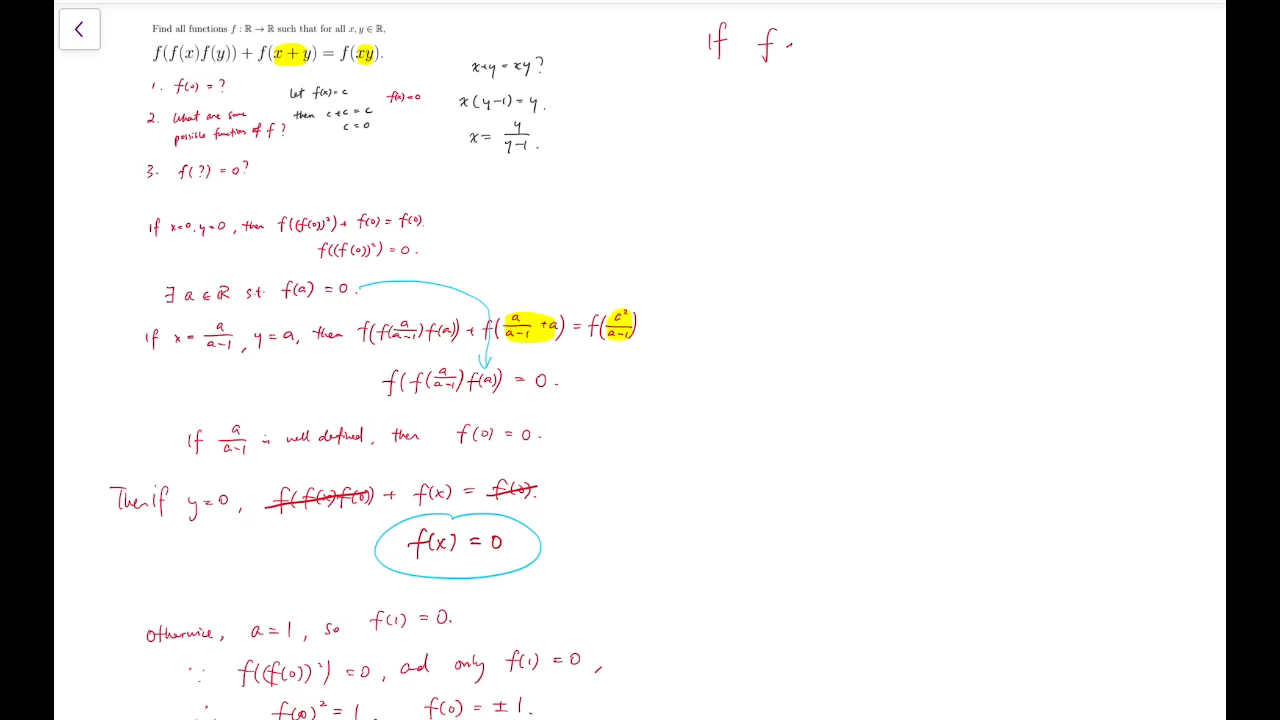 Find all functions f : ℝ → ℝ such that for all x, y ∈ ℝ,
f(f(x)f(y)) + f(x + y) = f(xy).
1. f(0) = ?
2. What are some
possible function of f ?
3. f(?) = 0?
Let f(x) = c
then c + c = c
c = 0
f(x) = 0
x+y = xy ?
x(y-1) = y.
x = y/(y-1).
If x=0, y=0, then f((f(0))²) + f(0) = f(0).
f((f(0))²) = 0.
∃ a ∈ ℝ s.t. f(a) = 0.
If x = a/(a-1), y = a, then f(f(a/(a-1))f(a)) + f(a/(a-1) + a) = f(a²/(a-1))
f(f(a/(a-1))f(a)) = 0.
If a/(a-1) is well defined, then f(0) = 0.
Then if y=0, f(f(x)f(0)) + f(x) = f(0).
f(x) = 0
Otherwise, a = 1, so f(1) = 0.
∵ f((f(0))²) = 0, ad only f(1) = 0,
∴ f(0)² = 1, f(0) = ±1.
If f